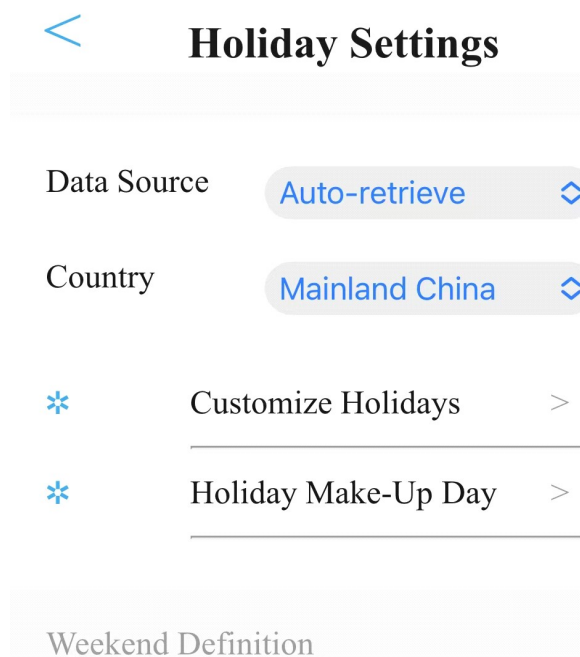 Holiday Settings
Data Source
Auto-retrieve
Country
Mainland China
Customize Holidays
Holiday Make-Up Day
Weekend Definition